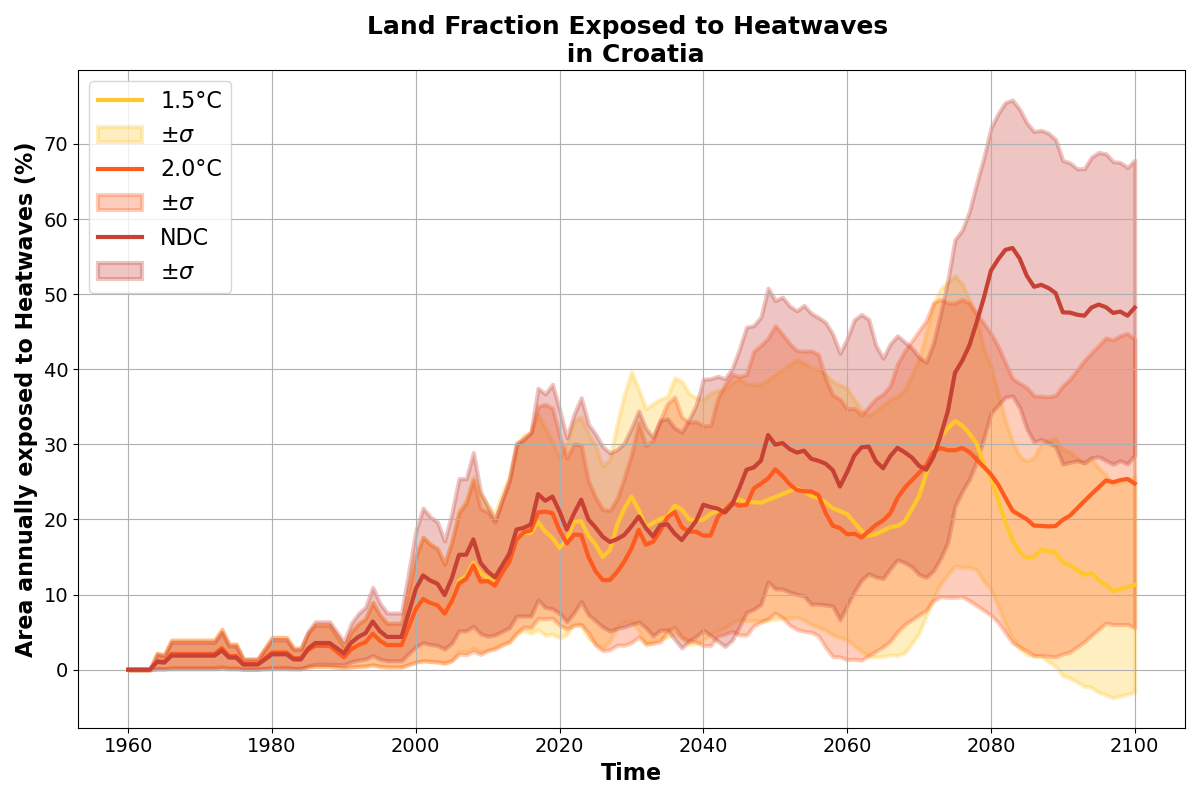 Land Fraction Exposed to Heatwaves
in Croatia
1.5°C
±σ
2.0°C
±σ
NDC
±σ
Area annually exposed to Heatwaves (%)
70
60
50
40
30
20
10
0
1960 1980 2000 2020 2040 2060 2080 2100
Time